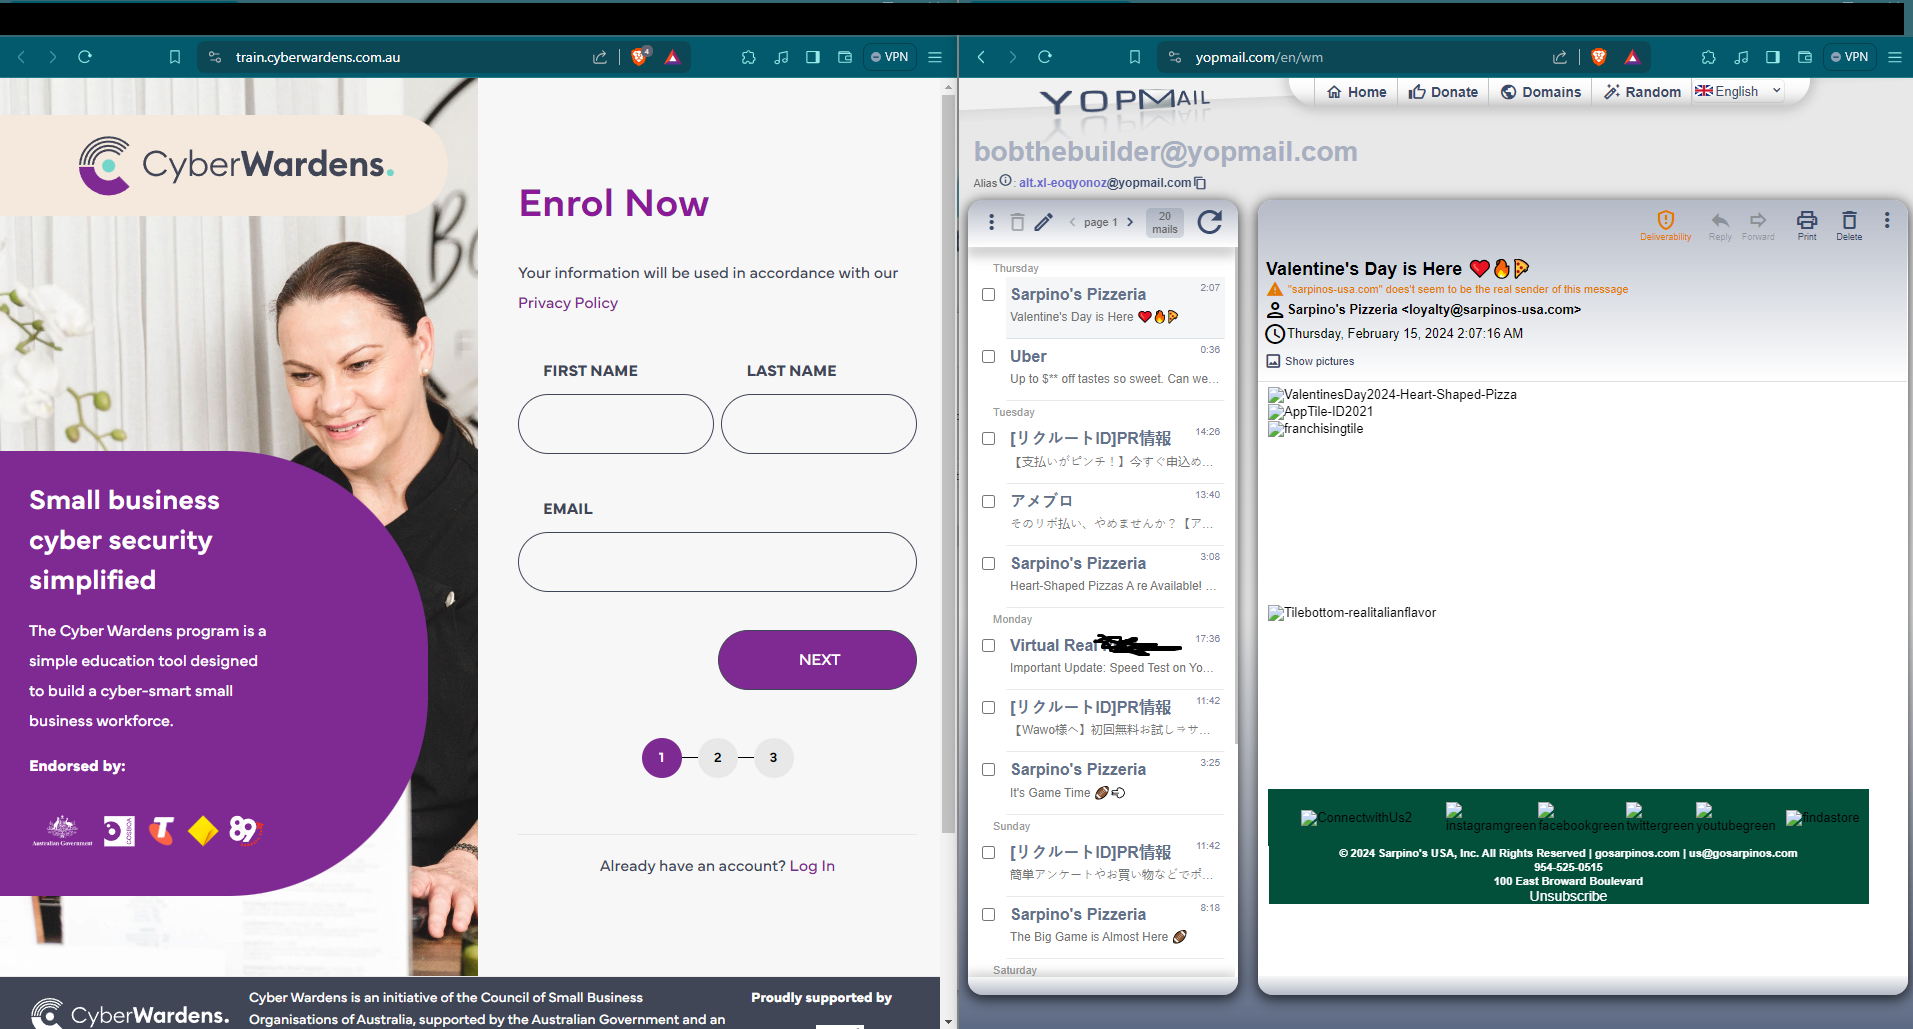 train.cyberwardens.com.au
4
VPN
CyberWardens.
Small business
cyber security
simplified
The Cyber Wardens program is a
simple education tool designed
to build a cyber-smart small
business workforce.
Endorsed by:
Australian Government
COSBOA
Enrol Now
Your information will be used in accordance with our
Privacy Policy
FIRST NAME
LAST NAME
EMAIL
NEXT
1
2
3
Already have an account? Log In
CyberWardens.
Cyber Wardens is an initiative of the Council of Small Business
Organisations of Australia, supported by the Australian Government and an
Proudly supported by
yopmail.com/en/wm
VPN
YOPMAIL
Home
Donate
Domains
Random
English
bobthebuilder@yopmail.com
Alias : alt.xl-eoqyonoz@yopmail.com
page 1
20
mails
Thursday
Sarpino's Pizzeria 2:07
Valentine's Day is Here ❤️🔥🍕
Uber 0:36
Up to $** off tastes so sweet. Can we...
Tuesday
[リクルートID]PR情報 14:26
【支払いがピンチ！】今すぐ申込め...
アメブロ 13:40
そのリボ払い、やめませんか？【ア...
Sarpino's Pizzeria 3:08
Heart-Shaped Pizzas A re Available! ...
Monday
Virtual Real 17:36
Important Update: Speed Test on Yo...
[リクルートID]PR情報 11:42
【Wawo様へ】初回無料お試し⇒サ...
Sarpino's Pizzeria 3:25
It's Game Time 🏈💨
Sunday
[リクルートID]PR情報 11:42
簡単アンケートやお買い物などでポ...
Sarpino's Pizzeria 8:18
The Big Game is Almost Here 🏈
Saturday
Deliverability
Reply
Forward
Print
Delete
Valentine's Day is Here ❤️🔥🍕
"sarpinos-usa.com" does't seem to be the real sender of this message
Sarpino's Pizzeria <loyalty@sarpinos-usa.com>
Thursday, February 15, 2024 2:07:16 AM
Show pictures
ValentinesDay2024-Heart-Shaped-Pizza
AppTile-ID2021
franchisingtile
Tilebottom-realitalianflavor
ConnectwithUs2
instagramgreen
facebookgreen
twittergreen
youtubegreen
findastore
© 2024 Sarpino's USA, Inc. All Rights Reserved | gosarpinos.com | us@gosarpinos.com
954-525-0515
100 East Broward Boulevard
Unsubscribe